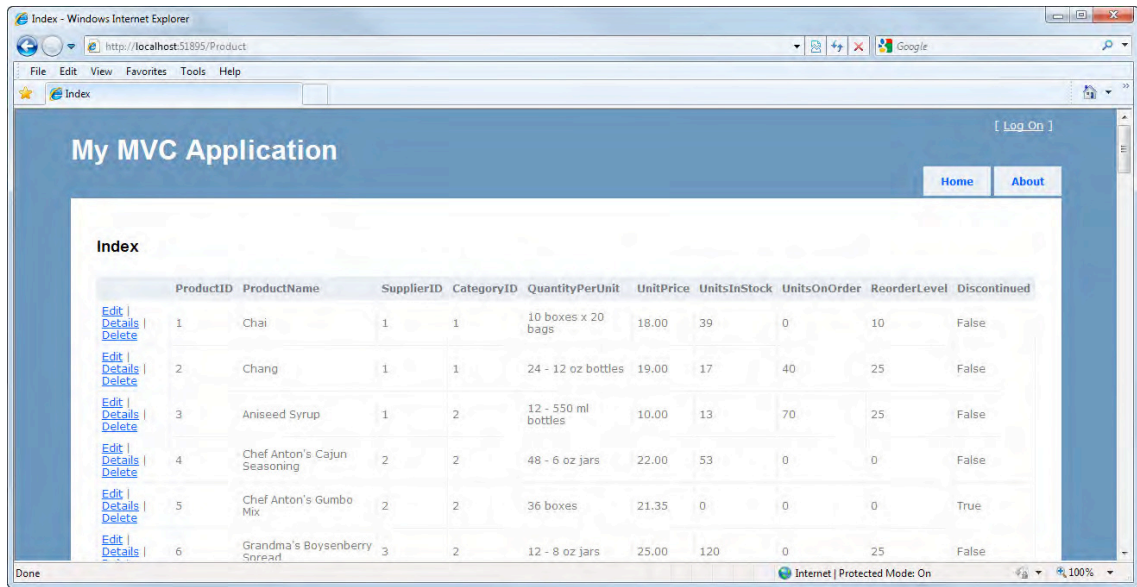 Index - Windows Internet Explorer
http://localhost:51895/Product
Google
File Edit View Favorites Tools Help
Index
[ Log On ]
My MVC Application
Home About
Index
ProductID ProductName SupplierID CategoryID QuantityPerUnit UnitPrice UnitsInStock UnitsOnOrder ReorderLevel Discontinued
Edit |
Details |
Delete
1 Chai 1 1 10 boxes x 20 bags 18.00 39 0 10 False
Edit |
Details |
Delete
2 Chang 1 1 24 - 12 oz bottles 19.00 17 40 25 False
Edit |
Details |
Delete
3 Aniseed Syrup 1 2 12 - 550 ml bottles 10.00 13 70 25 False
Edit |
Details |
Delete
4 Chef Anton's Cajun Seasoning 2 2 48 - 6 oz jars 22.00 53 0 0 False
Edit |
Details |
Delete
5 Chef Anton's Gumbo Mix 2 2 36 boxes 21.35 0 0 0 True
Edit |
Details |
6 Grandma's Boysenberry Spread 3 2 12 - 8 oz jars 25.00 120 0 25 False
Done
Internet | Protected Mode: On
100%